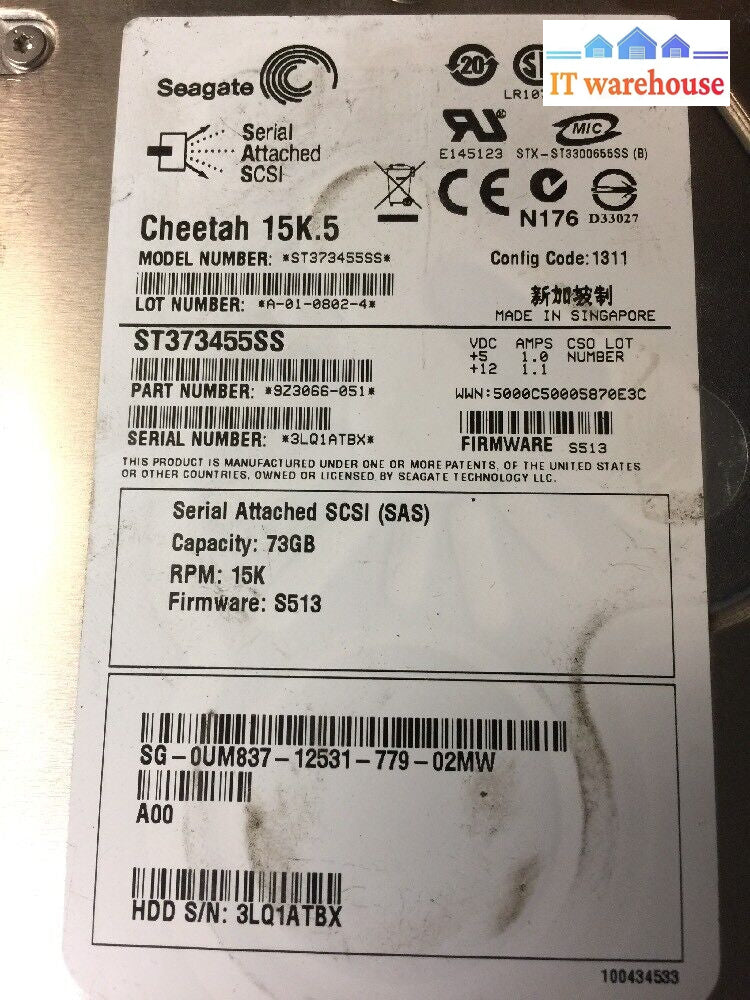 IT warehouse
Seagate
20
LR107
Serial
Attached
SCSI
E145123
MIC
STX-ST3300655SS (B)
CE
N176
D33027
Cheetah 15K.5
MODEL NUMBER: *ST373455SS*
Config Code:1311
LOT NUMBER: *A-01-0802-4*
新加坡制
MADE IN SINGAPORE
ST373455SS
VDC AMPS CSO LOT
+5 1.0 NUMBER
+12 1.1
PART NUMBER: *9Z3066-051*
WWN:5000C50005870E3C
SERIAL NUMBER: *3LQ1ATBX*
FIRMWARE S513
THIS PRODUCT IS MANUFACTURED UNDER ONE OR MORE PATENTS, OF THE UNITED STATES
OR OTHER COUNTRIES, OWNED OR LICENSED BY SEAGATE TECHNOLOGY LLC.
Serial Attached SCSI (SAS)
Capacity: 73GB
RPM: 15K
Firmware: S513
SG-0UM837-12531-779-02MW
A00
HDD S/N: 3LQ1ATBX
100434533